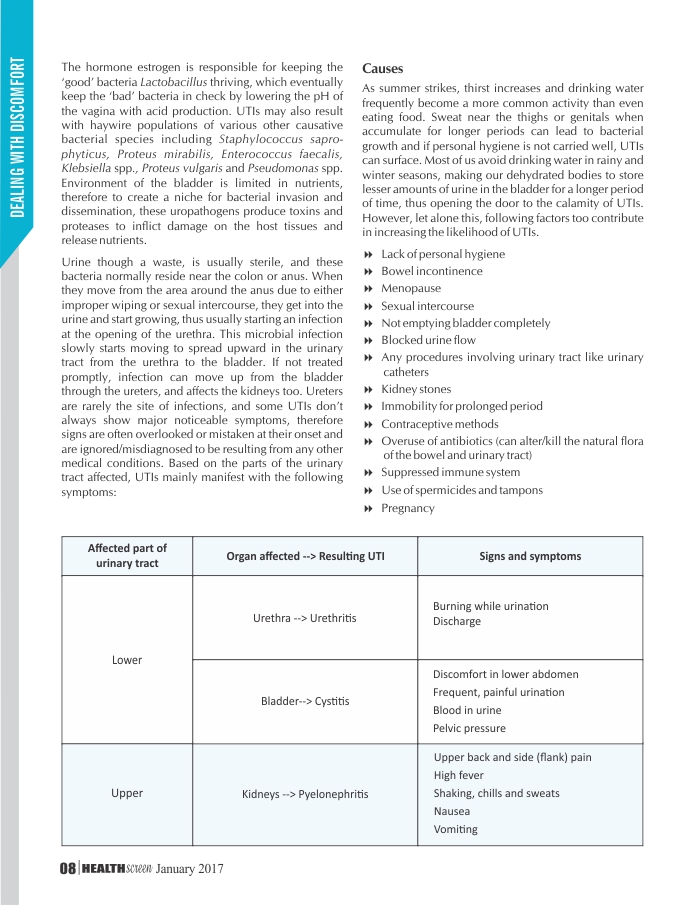 DEALING WITH DISCOMFORT
The hormone estrogen is responsible for keeping the
‘good’ bacteria Lactobacillus thriving, which eventually
keep the ‘bad’ bacteria in check by lowering the pH of
the vagina with acid production. UTIs may also result
with haywire populations of various other causative
bacterial species including Staphylococcus sapro-
phyticus, Proteus mirabilis, Enterococcus faecalis,
Klebsiella spp., Proteus vulgaris and Pseudomonas spp.
Environment of the bladder is limited in nutrients,
therefore to create a niche for bacterial invasion and
dissemination, these uropathogens produce toxins and
proteases to inflict damage on the host tissues and
release nutrients.
Urine though a waste, is usually sterile, and these
bacteria normally reside near the colon or anus. When
they move from the area around the anus due to either
improper wiping or sexual intercourse, they get into the
urine and start growing, thus usually starting an infection
at the opening of the urethra. This microbial infection
slowly starts moving to spread upward in the urinary
tract from the urethra to the bladder. If not treated
promptly, infection can move up from the bladder
through the ureters, and affects the kidneys too. Ureters
are rarely the site of infections, and some UTIs don’t
always show major noticeable symptoms, therefore
signs are often overlooked or mistaken at their onset and
are ignored/misdiagnosed to be resulting from any other
medical conditions. Based on the parts of the urinary
tract affected, UTIs mainly manifest with the following
symptoms:
Causes
As summer strikes, thirst increases and drinking water
frequently become a more common activity than even
eating food. Sweat near the thighs or genitals when
accumulate for longer periods can lead to bacterial
growth and if personal hygiene is not carried well, UTIs
can surface. Most of us avoid drinking water in rainy and
winter seasons, making our dehydrated bodies to store
lesser amounts of urine in the bladder for a longer period
of time, thus opening the door to the calamity of UTIs.
However, let alone this, following factors too contribute
in increasing the likelihood of UTIs.
Lack of personal hygiene
Bowel incontinence
Menopause
Sexual intercourse
Not emptying bladder completely
Blocked urine flow
Any procedures involving urinary tract like urinary
catheters
Kidney stones
Immobility for prolonged period
Contraceptive methods
Overuse of antibiotics (can alter/kill the natural flora
of the bowel and urinary tract)
Suppressed immune system
Use of spermicides and tampons
Pregnancy
Affected part of
urinary tract
Organ affected --> Resulting UTI
Signs and symptoms
Lower
Urethra --> Urethritis
Burning while urination
Discharge
Bladder--> Cystitis
Discomfort in lower abdomen
Frequent, painful urination
Blood in urine
Pelvic pressure
Upper
Kidneys --> Pyelonephritis
Upper back and side (flank) pain
High fever
Shaking, chills and sweats
Nausea
Vomiting
08 HEALTHscreen January 2017